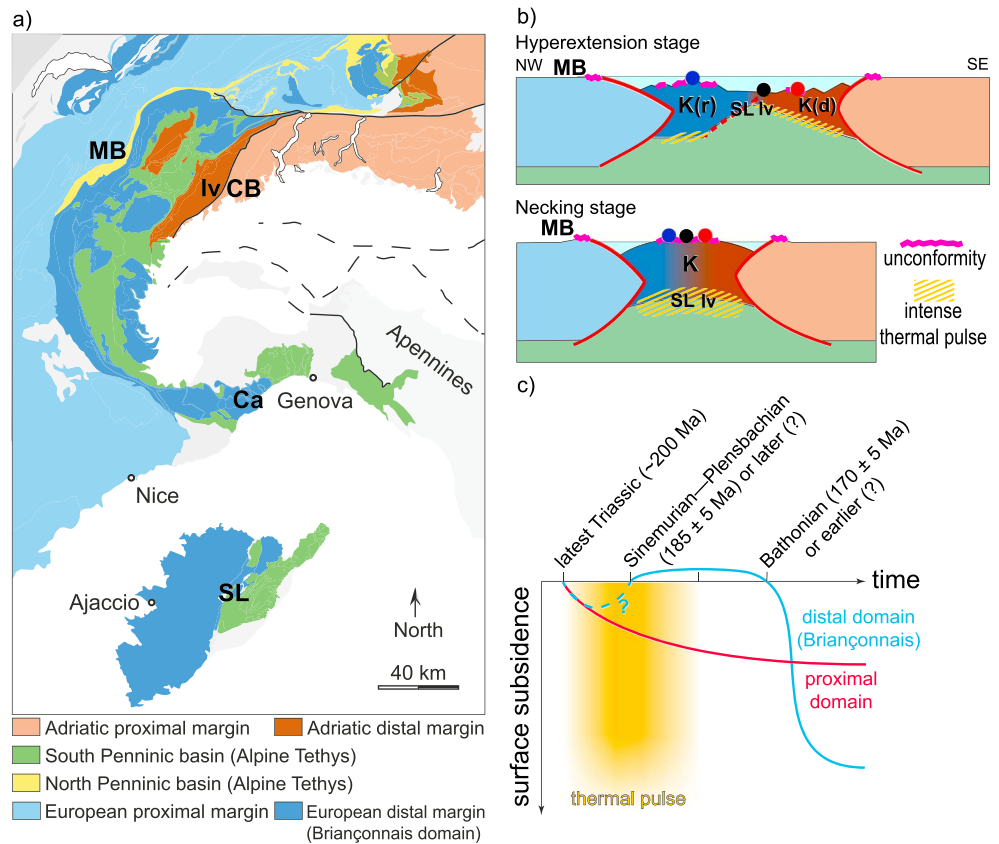 a)
MB
Iv CB
Apennines
Ca
Genova
Nice
SL
Ajaccio
North
40 km
Adriatic proximal margin
Adriatic distal margin
South Penninic basin (Alpine Tethys)
North Penninic basin (Alpine Tethys)
European proximal margin
European distal margin
(Briançonnais domain)
b)
Hyperextension stage
NW
MB
SE
K(r)
SL Iv
K(d)
Necking stage
MB
K
SL Iv
unconformity
intense
thermal pulse
c)
latest Triassic (~200 Ma)
Sinemurian—Plensbachian
(185 ± 5 Ma) or later (?)
Bathonian (170 ± 5 Ma)
or earlier (?)
time
?
surface subsidence
distal domain
(Briançonnais)
proximal
domain
thermal pulse